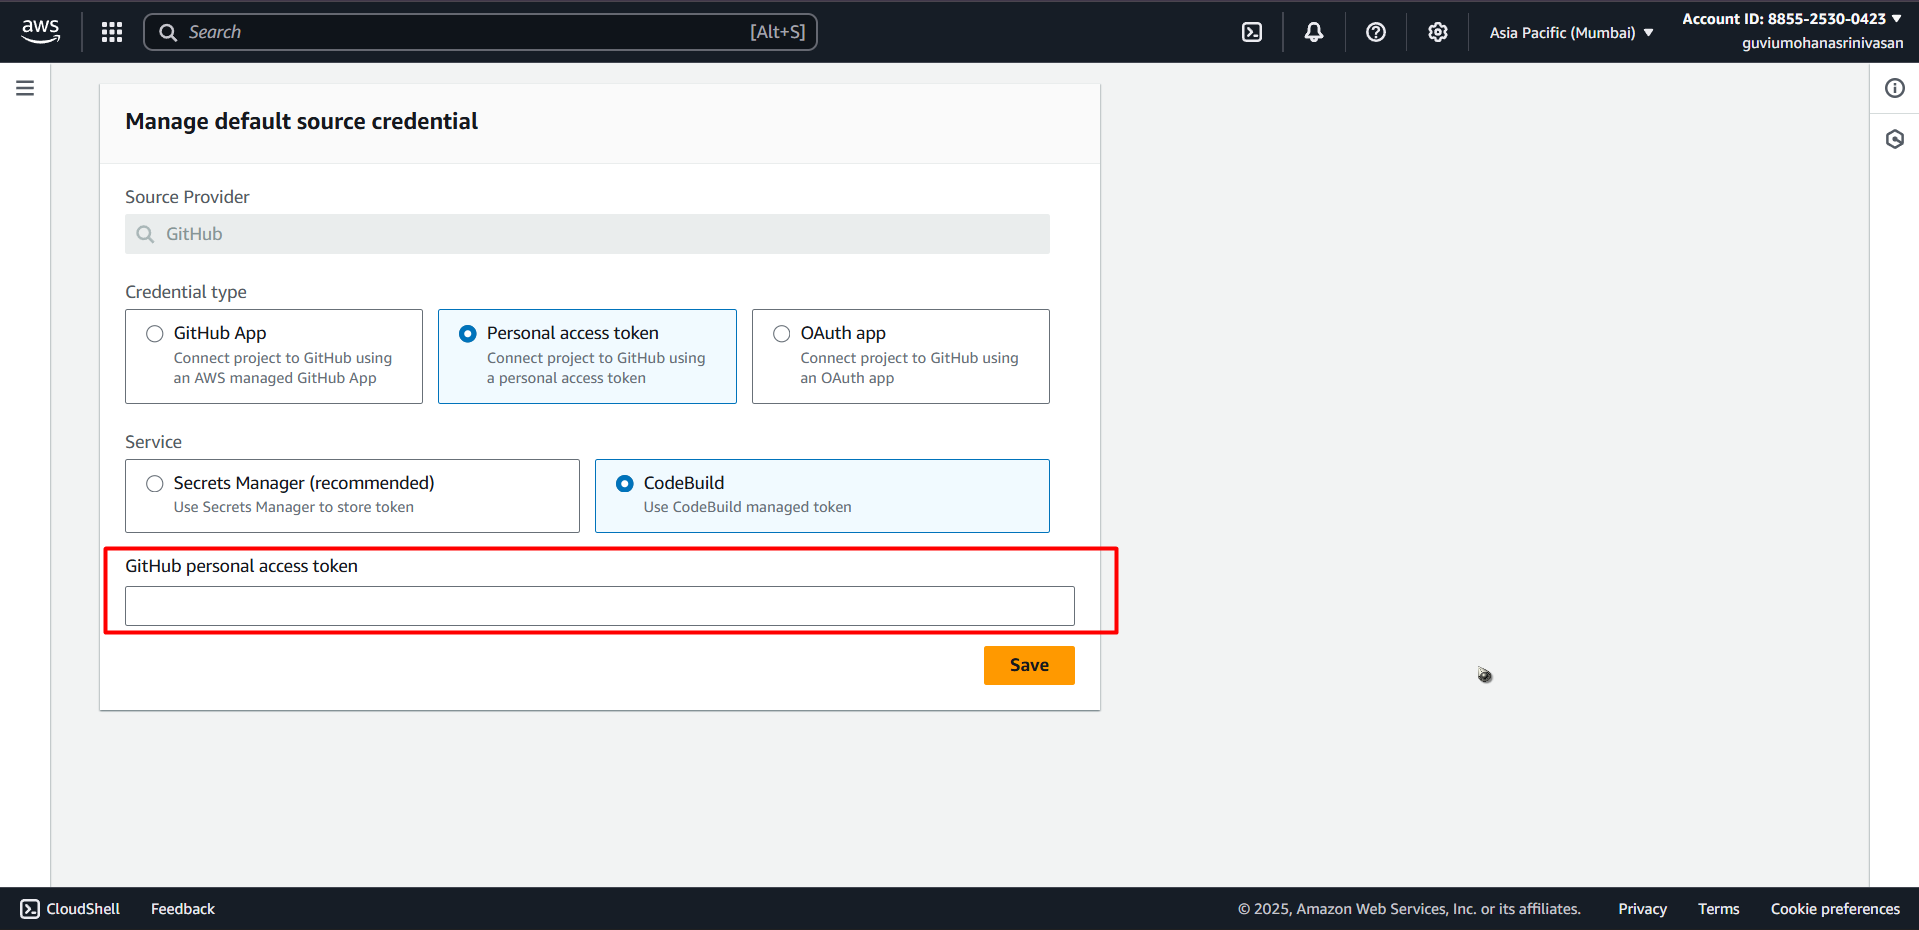 aws
Search
[Alt+S]
Asia Pacific (Mumbai)
Account ID: 8855-2530-0423
guviumohanasrinivasan
Manage default source credential
Source Provider
GitHub
Credential type
GitHub App
Connect project to GitHub using
an AWS managed GitHub App
Personal access token
Connect project to GitHub using
a personal access token
OAuth app
Connect project to GitHub using
an OAuth app
Service
Secrets Manager (recommended)
Use Secrets Manager to store token
CodeBuild
Use CodeBuild managed token
GitHub personal access token
Save
CloudShell
Feedback
© 2025, Amazon Web Services, Inc. or its affiliates.
Privacy
Terms
Cookie preferences